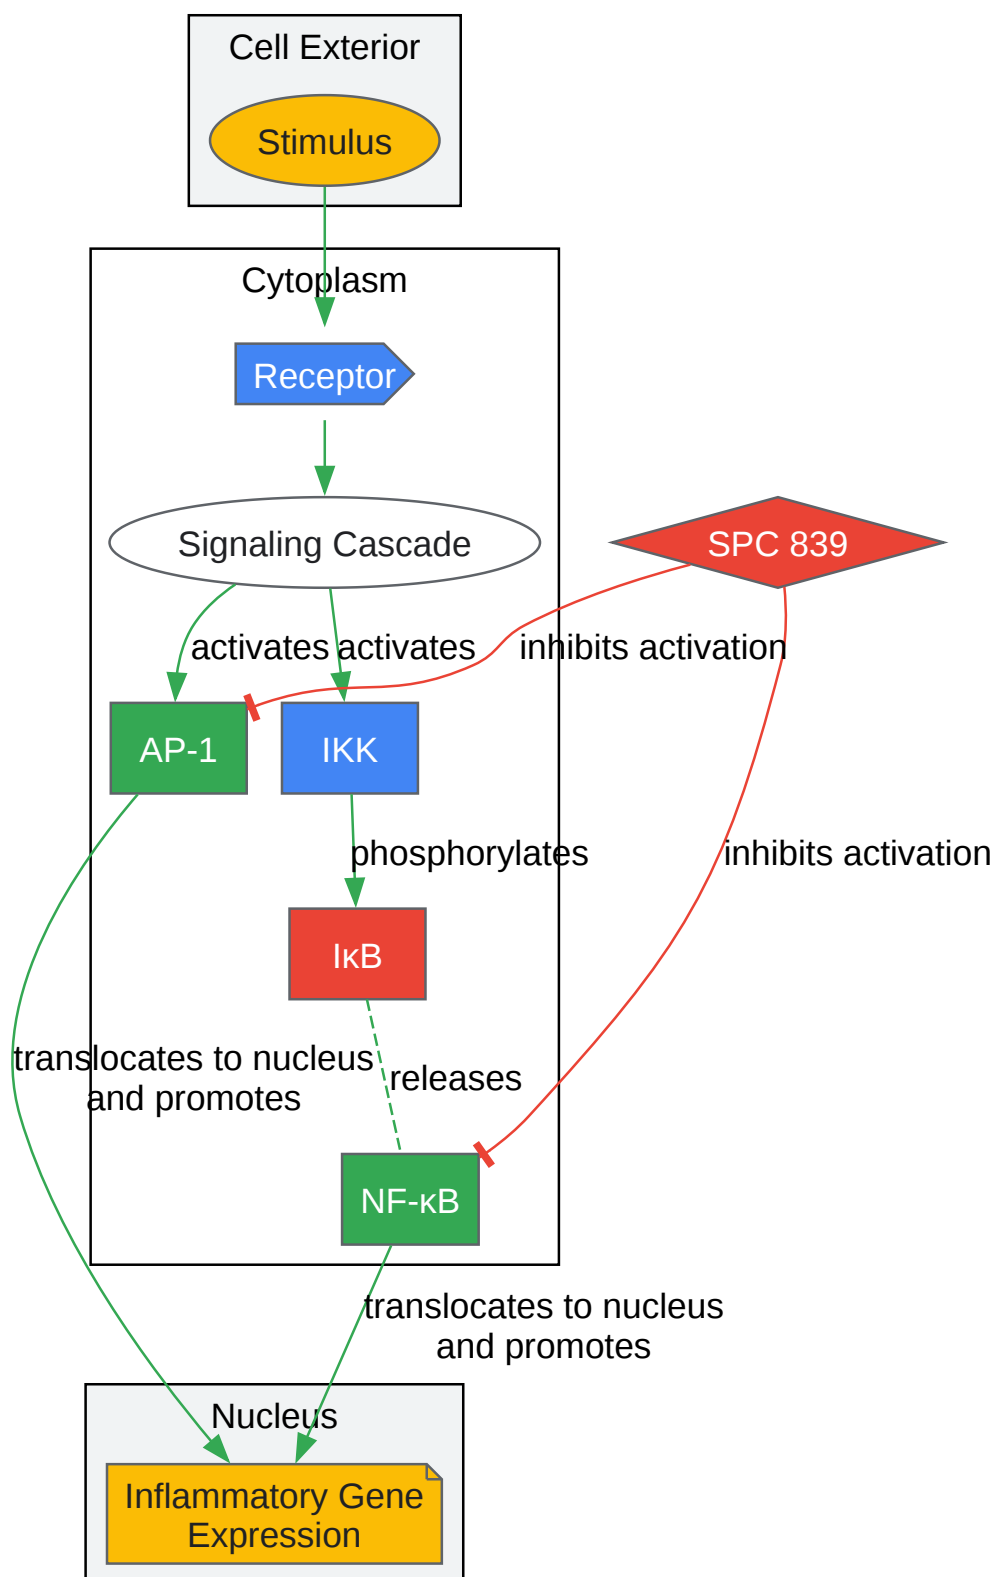 Cell Exterior
Stimulus
Cytoplasm
Receptor
Signaling Cascade
SPC 839
activates
activates
inhibits activation
AP-1
IKK
phosphorylates
inhibits activation
IκB
translocates to nucleus
and promotes
releases
NF-κB
translocates to nucleus
and promotes
Nucleus
Inflammatory Gene
Expression